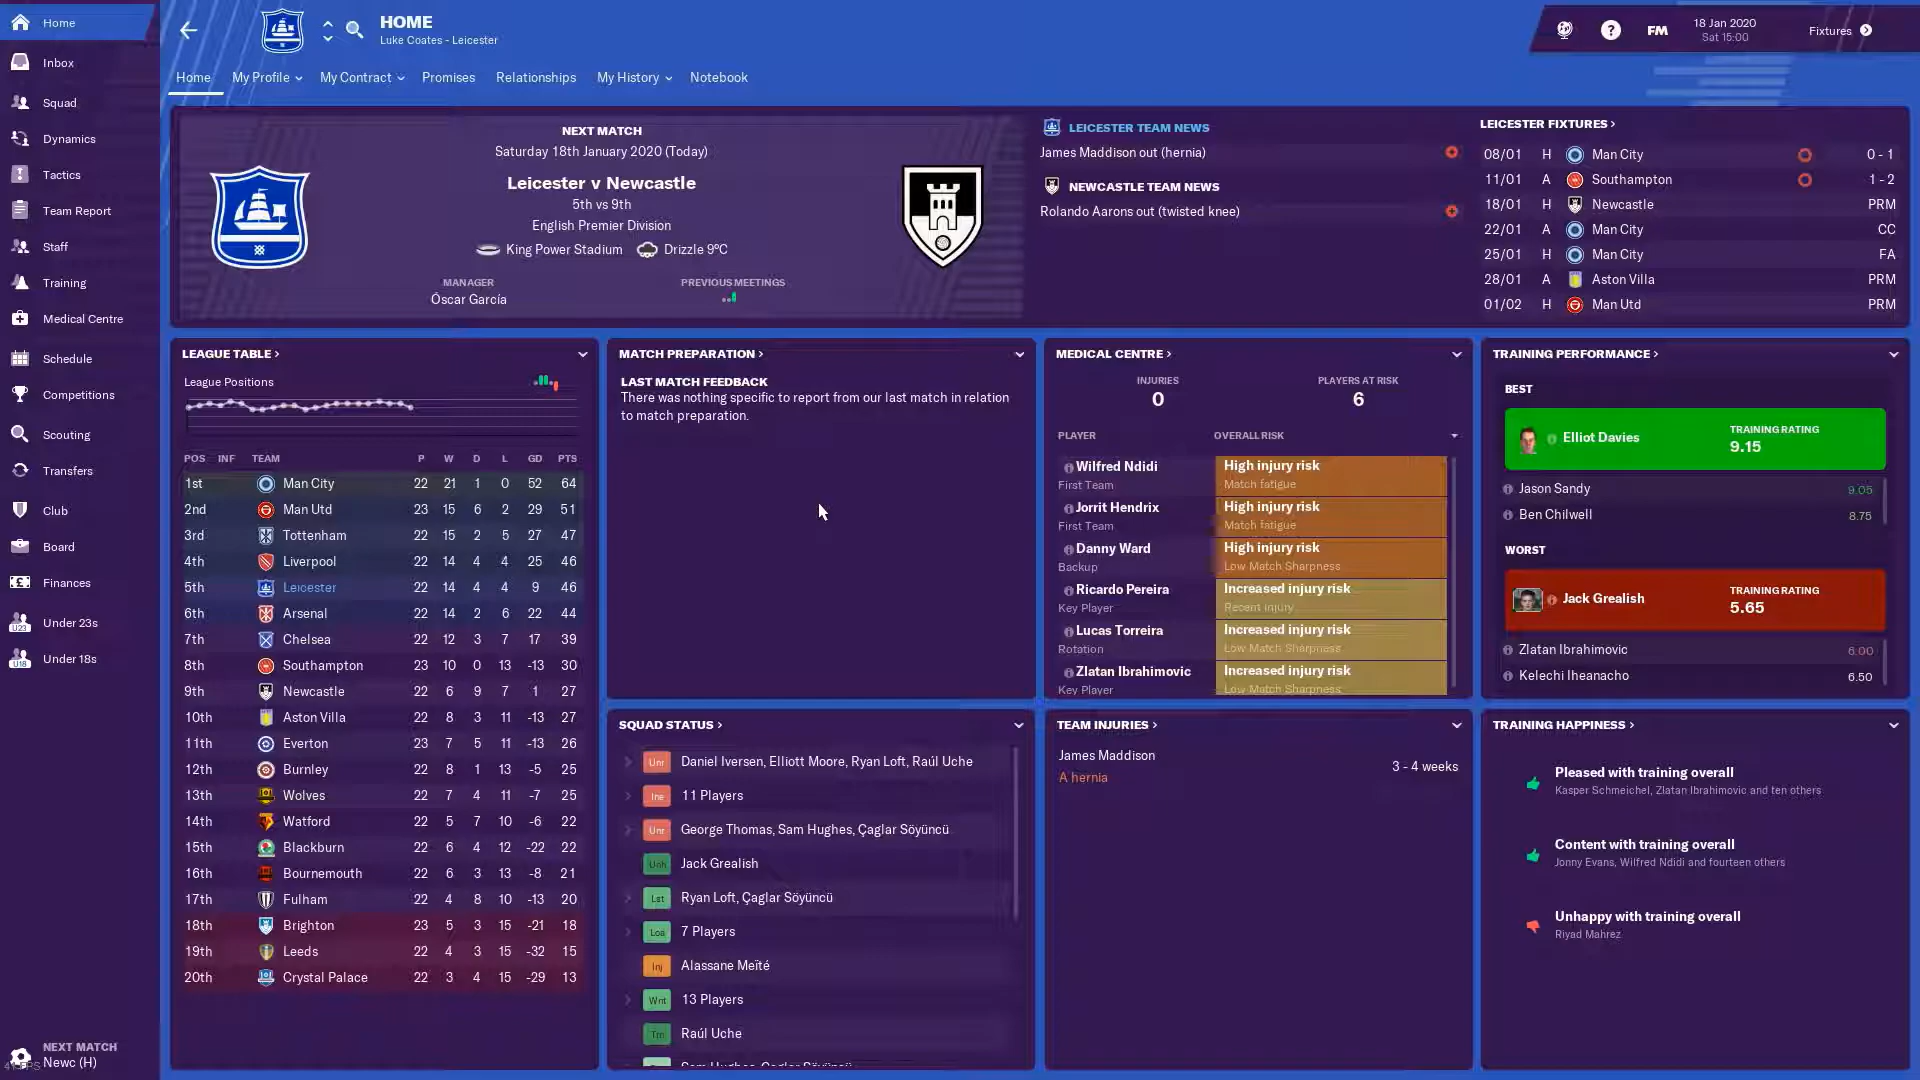 Home
Inbox
Squad
Dynamics
Tactics
Team Report
Staff
Training
Medical Centre
Schedule
Competitions
Scouting
Transfers
Club
Board
Finances
U23 Under 23s
U18 Under 18s
NEXT MATCH
Newc (H)
HOME
Luke Coates - Leicester
Home My Profile My Contract Promises Relationships My History Notebook
? FM
18 Jan 2020
Sat 15:00
Fixtures
NEXT MATCH
Saturday 18th January 2020 (Today)
Leicester v Newcastle
5th vs 9th
English Premier Division
King Power Stadium Drizzle 9ºC
MANAGER
Óscar García
PREVIOUS MEETINGS
LEICESTER TEAM NEWS
James Maddison out (hernia)
NEWCASTLE TEAM NEWS
Rolando Aarons out (twisted knee)
LEICESTER FIXTURES >
08/01 H Man City 0 - 1
11/01 A Southampton 1 - 2
18/01 H Newcastle PRM
22/01 A Man City CC
25/01 H Man City FA
28/01 A Aston Villa PRM
01/02 H Man Utd PRM
LEAGUE TABLE >
League Positions
POS INF TEAM P W D L GD PTS
1st Man City 22 21 1 0 52 64
2nd Man Utd 23 15 6 2 29 51
3rd Tottenham 22 15 2 5 27 47
4th Liverpool 22 14 4 4 25 46
5th Leicester 22 14 4 4 9 46
6th Arsenal 22 14 2 6 22 44
7th Chelsea 22 12 3 7 17 39
8th Southampton 23 10 0 13 -13 30
9th Newcastle 22 6 9 7 1 27
10th Aston Villa 22 8 3 11 -13 27
11th Everton 23 7 5 11 -13 26
12th Burnley 22 8 1 13 -5 25
13th Wolves 22 7 4 11 -7 25
14th Watford 22 5 7 10 -6 22
15th Blackburn 22 6 4 12 -22 22
16th Bournemouth 22 6 3 13 -8 21
17th Fulham 22 4 8 10 -13 20
18th Brighton 23 5 3 15 -21 18
19th Leeds 22 4 3 15 -32 15
20th Crystal Palace 22 3 4 15 -29 13
MATCH PREPARATION >
LAST MATCH FEEDBACK
There was nothing specific to report from our last match in relation
to match preparation.
MEDICAL CENTRE >
INJURIES
0
PLAYERS AT RISK
6
PLAYER OVERALL RISK
Wilfred Ndidi High injury risk
First Team Match fatigue
Jorrit Hendrix High injury risk
First Team Match fatigue
Danny Ward High injury risk
Backup Low Match Sharpness
Ricardo Pereira Increased injury risk
Key Player Recent injury
Lucas Torreira Increased injury risk
Rotation Low Match Sharpness
Zlatan Ibrahimovic Increased injury risk
Key Player Low Match Sharpness
TRAINING PERFORMANCE >
BEST
Elliot Davies
TRAINING RATING
9.15
Jason Sandy 9.05
Ben Chilwell 8.75
WORST
Jack Grealish
TRAINING RATING
5.65
Zlatan Ibrahimovic 6.00
Kelechi Iheanacho 6.50
SQUAD STATUS >
Unr Daniel Iversen, Elliott Moore, Ryan Loft, Raúl Uche
Ine 11 Players
Unr George Thomas, Sam Hughes, Çaglar Söyüncü
Unh Jack Grealish
Lst Ryan Loft, Çaglar Söyüncü
Loa 7 Players
Inj Alassane Meïté
Wnt 13 Players
Trn Raúl Uche
Sam Hughes, Çaglar Söyüncü
TEAM INJURIES >
James Maddison
A hernia
3 - 4 weeks
TRAINING HAPPINESS >
Pleased with training overall
Kasper Schmeichel, Zlatan Ibrahimovic and ten others
Content with training overall
Jonny Evans, Wilfred Ndidi and fourteen others
Unhappy with training overall
Riyad Mahrez